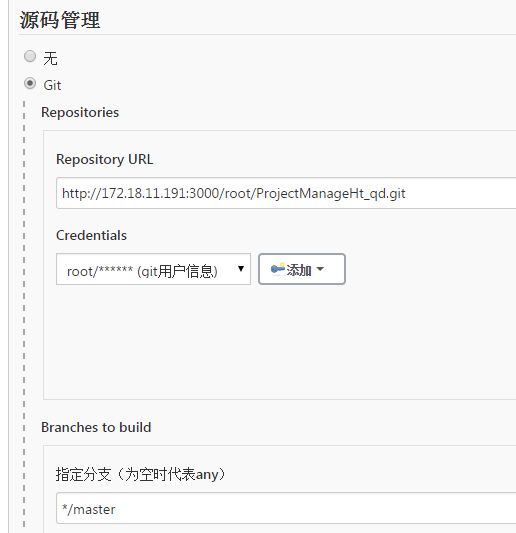 源码管理
无
Git
Repositories
Repository URL
http://172.18.11.191:3000/root/ProjectManageHt_qd.git
Credentials
root/****** (git用户信息)
添加
Branches to build
指定分支（为空时代表any）
*/master